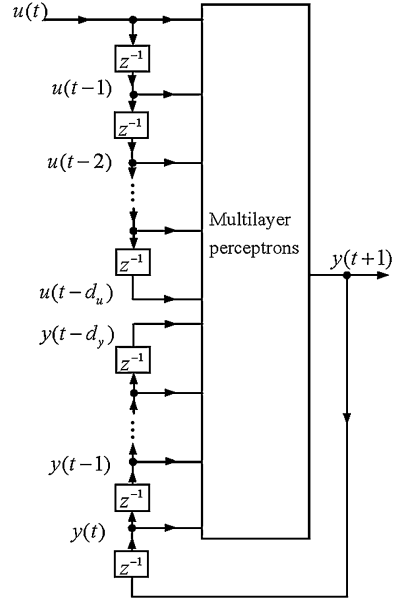 u(t)
z⁻¹
u(t−1)
z⁻¹
u(t−2)
z⁻¹
u(t−d_u)
Multilayer
perceptrons
y(t+1)
y(t−d_y)
z⁻¹
y(t−1)
z⁻¹
y(t)
z⁻¹